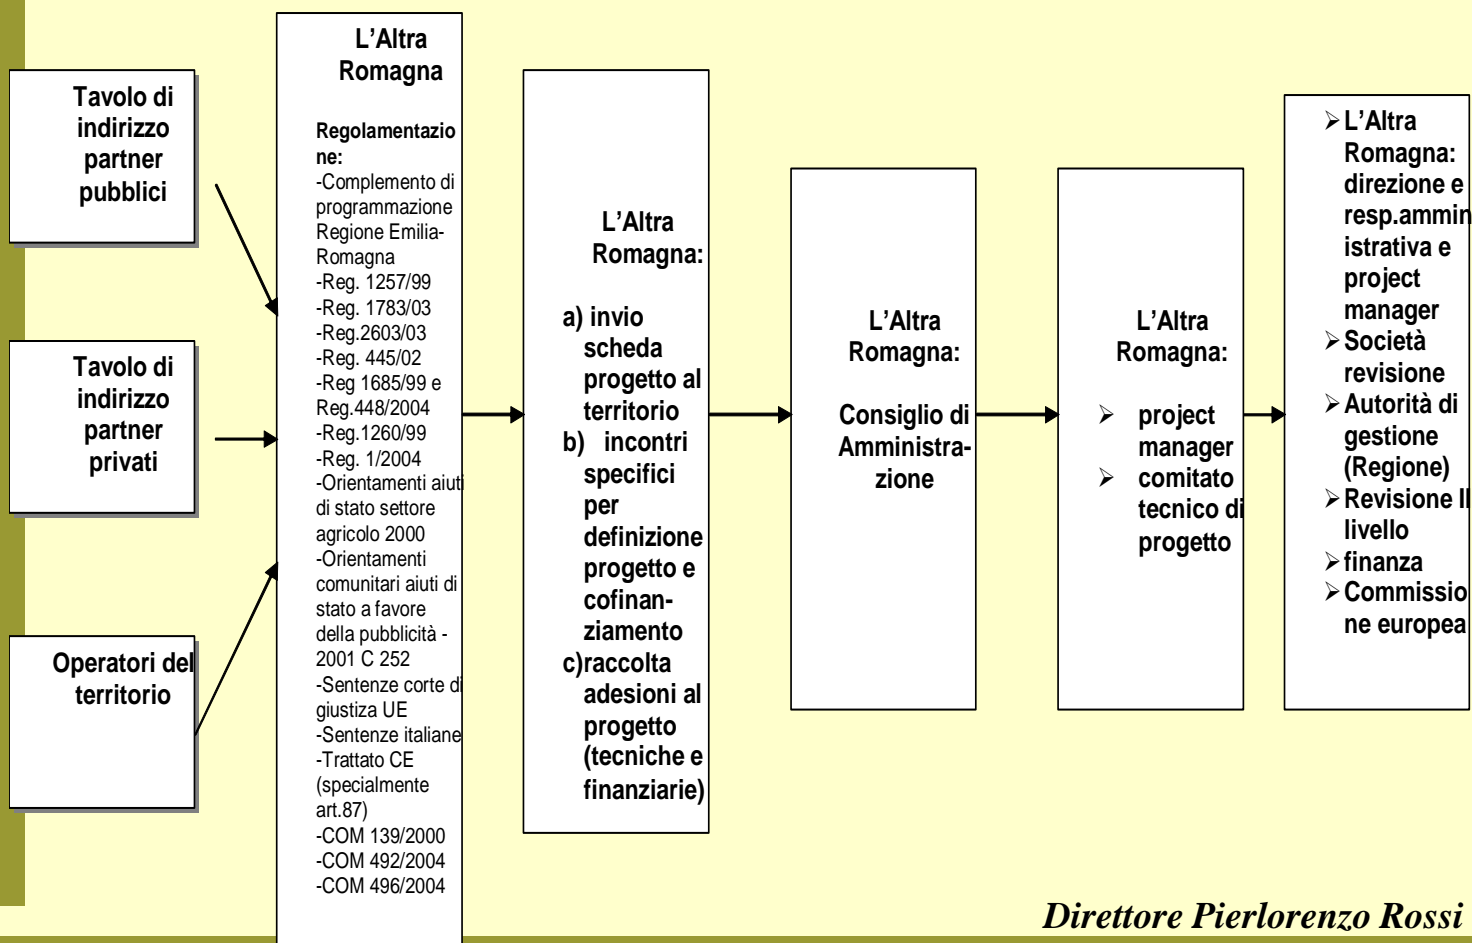 Tavolo di
indirizzo
partner
pubblici
Tavolo di
indirizzo
partner
privati
Operatori del
territorio
L'Altra
Romagna
Regolamentazio
ne:
-Complemento di
programmazione
Regione Emilia-
Romagna
-Reg. 1257/99
-Reg. 1783/03
-Reg.2603/03
-Reg. 445/02
-Reg 1685/99 e
Reg.448/2004
-Reg.1260/99
-Reg. 1/2004
-Orientamenti aiuti
di stato settore
agricolo 2000
-Orientamenti
comunitari aiuti di
stato a favore
della pubblicità -
2001 C 252
-Sentenze corte di
giustizia UE
-Sentenze italiane
-Trattato CE
(specialmente
art.87)
-COM 139/2000
-COM 492/2004
-COM 496/2004
L'Altra
Romagna:
a) invio
scheda
progetto al
territorio
b) incontri
specifici
per
definizione
progetto e
cofinan-
ziamento
c)raccolta
adesioni al
progetto
(tecniche e
finanziarie)
L'Altra
Romagna:
Consiglio di
Amministra-
zione
L'Altra
Romagna:
➢ project
manager
➢ comitato
tecnico di
progetto
➢L'Altra
Romagna:
direzione e
resp.ammin
istrativa e
project
manager
➢Società
revisione
➢Autorità di
gestione
(Regione)
➢Revisione II
livello
➢finanza
➢Commissio
ne europea
Direttore Pierlorenzo Rossi